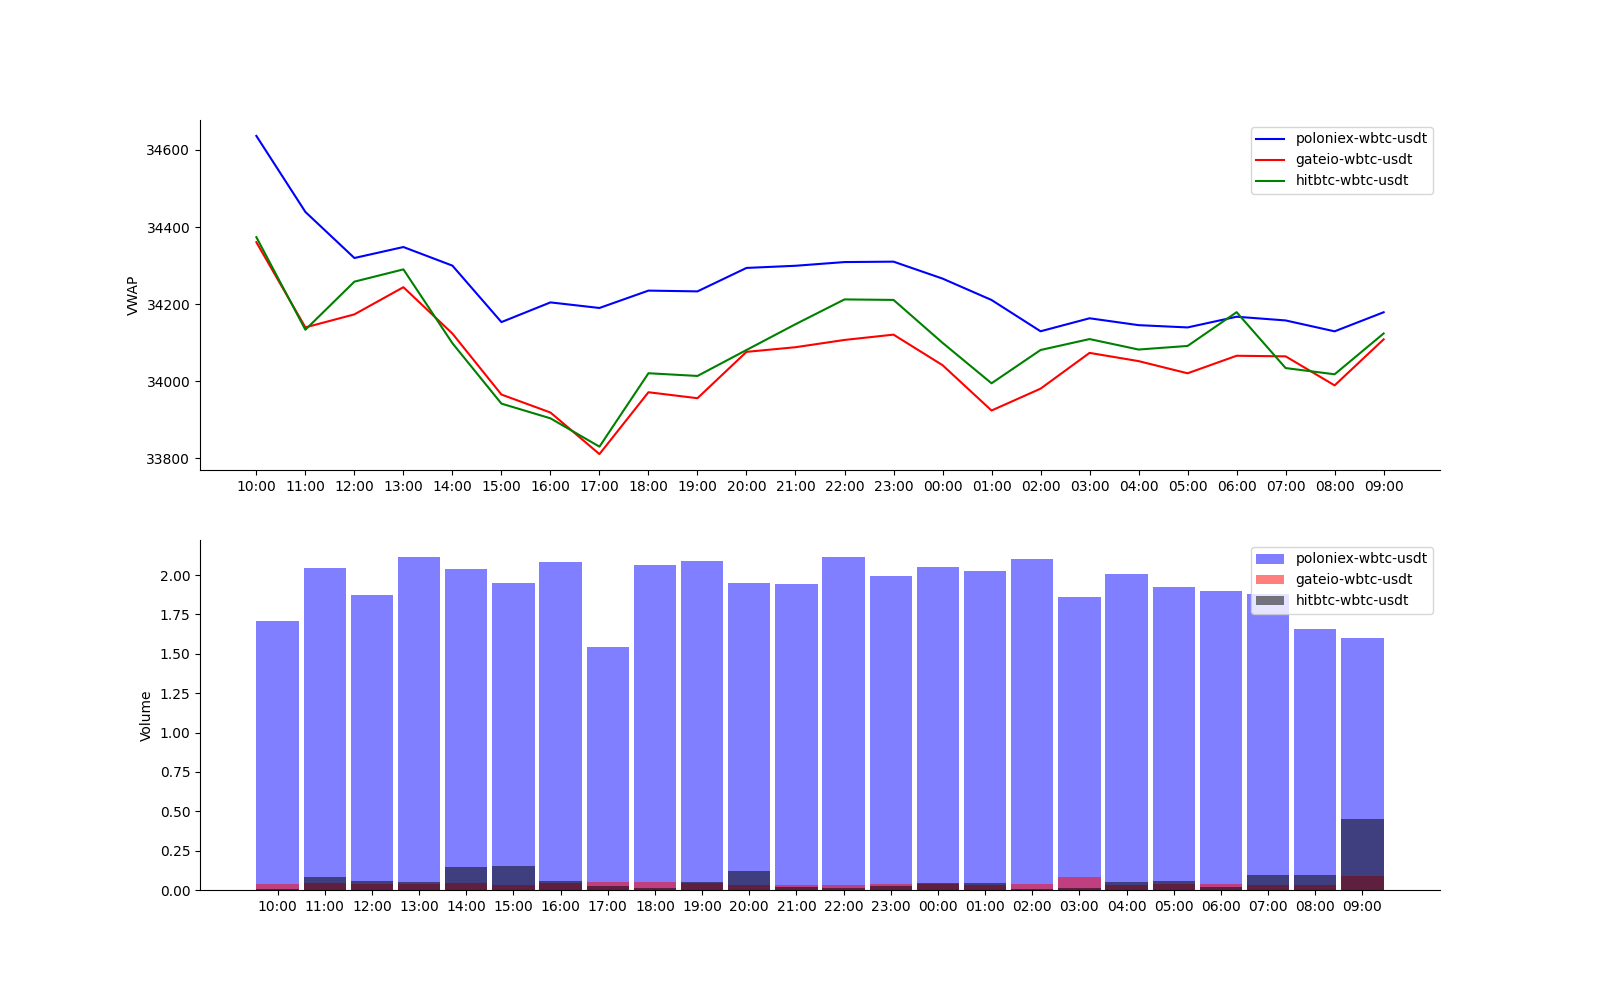 34600
34400
34200
34000
33800
VWAP
poloniex-wbtc-usdt
gateio-wbtc-usdt
hitbtc-wbtc-usdt
10:00 11:00 12:00 13:00 14:00 15:00 16:00 17:00 18:00 19:00 20:00 21:00 22:00 23:00 00:00 01:00 02:00 03:00 04:00 05:00 06:00 07:00 08:00 09:00
2.00
1.75
1.50
1.25
1.00
0.75
0.50
0.25
0.00
Volume
poloniex-wbtc-usdt
gateio-wbtc-usdt
hitbtc-wbtc-usdt
10:00 11:00 12:00 13:00 14:00 15:00 16:00 17:00 18:00 19:00 20:00 21:00 22:00 23:00 00:00 01:00 02:00 03:00 04:00 05:00 06:00 07:00 08:00 09:00